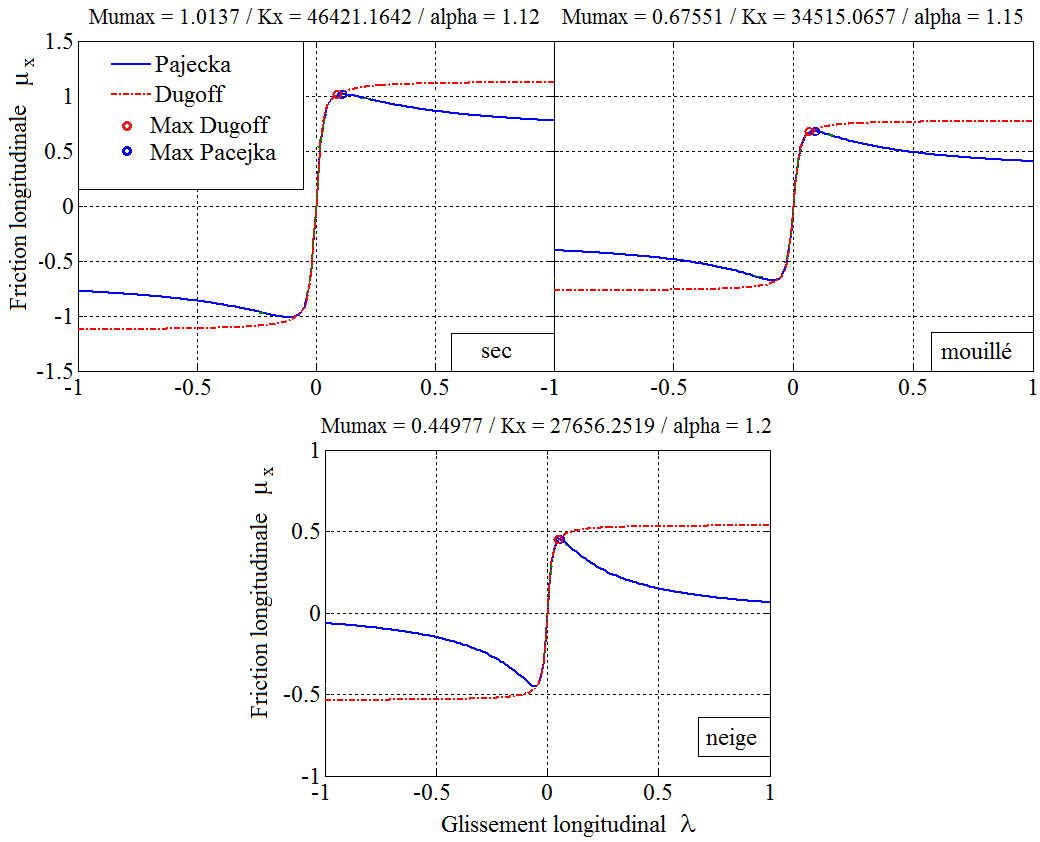 Mumax = 1.0137 / Kx = 46421.1642 / alpha = 1.12
Mumax = 0.67551 / Kx = 34515.0657 / alpha = 1.15
1.5
1
0.5
0
-0.5
-1
-1.5
Friction longitudinale μ x
Pajecka
Dugoff
Max Dugoff
Max Pacejka
sec
mouillé
-1
-0.5
0
0.5
-1
-0.5
0
0.5
1
Mumax = 0.44977 / Kx = 27656.2519 / alpha = 1.2
1
0.5
0
-0.5
-1
Friction longitudinale μ x
neige
-1
-0.5
0
0.5
1
Glissement longitudinal λ